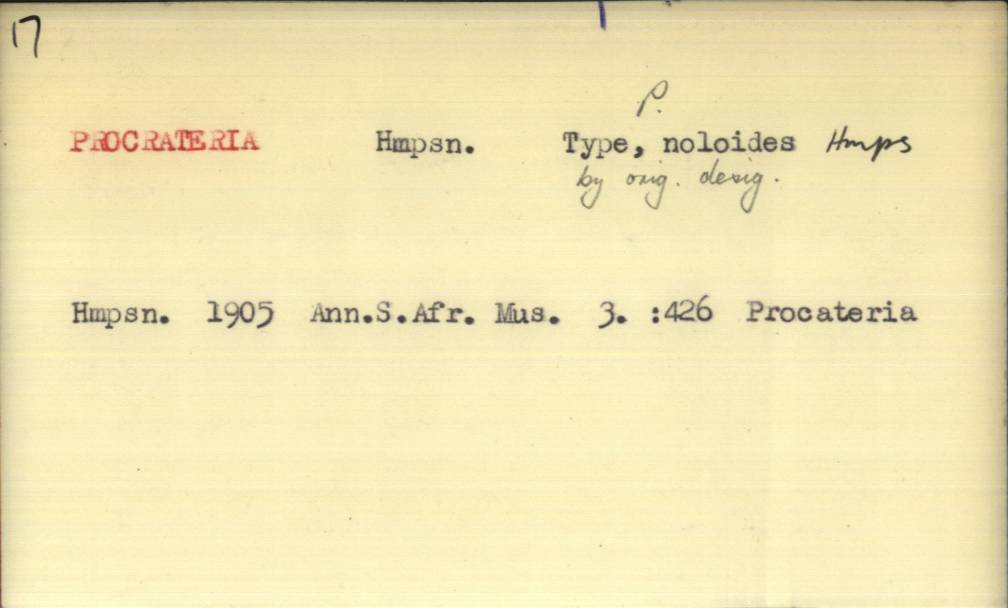 17
P.
PROCRATERIA Hmpsn. Type, noloides Hmps
by orig. desig.
Hmpsn. 1905 Ann.S.Afr. Mus. 3. :426 Procateria